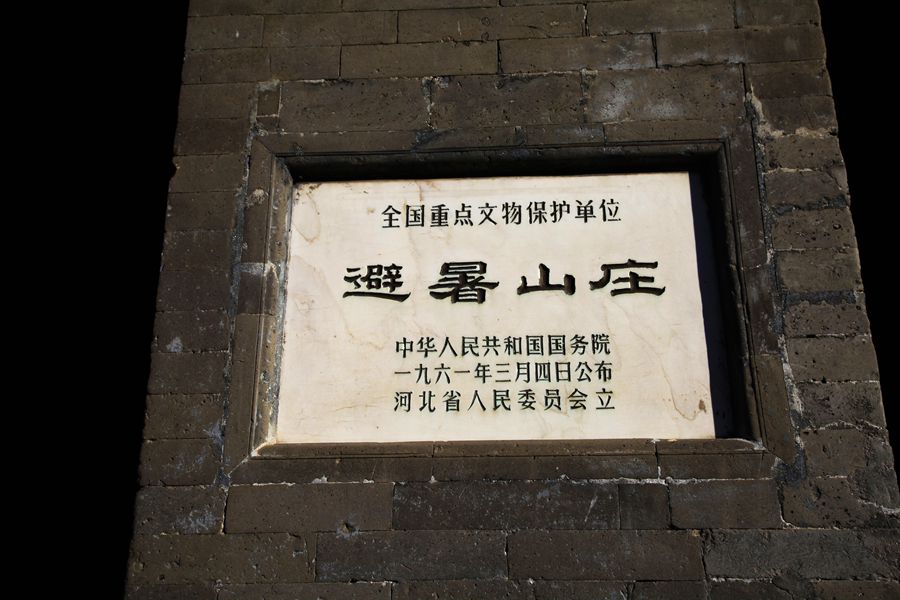 全国重点文物保护单位
避暑山庄
中华人民共和国国务院
一九六一年三月四日公布
河北省人民委员会立